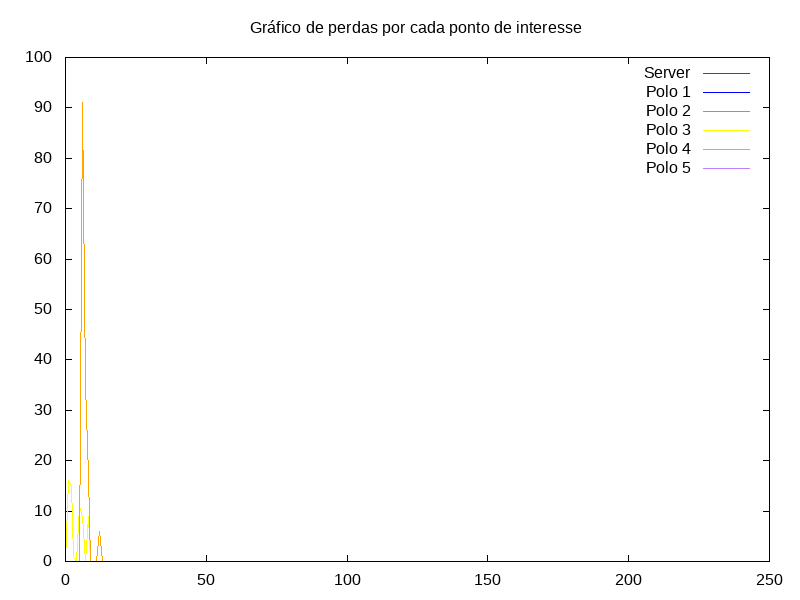 Gráfico de perdas por cada ponto de interesse
100
90
80
70
60
50
40
30
20
10
0
Server
Polo 1
Polo 2
Polo 3
Polo 4
Polo 5
0 50 100 150 200 250